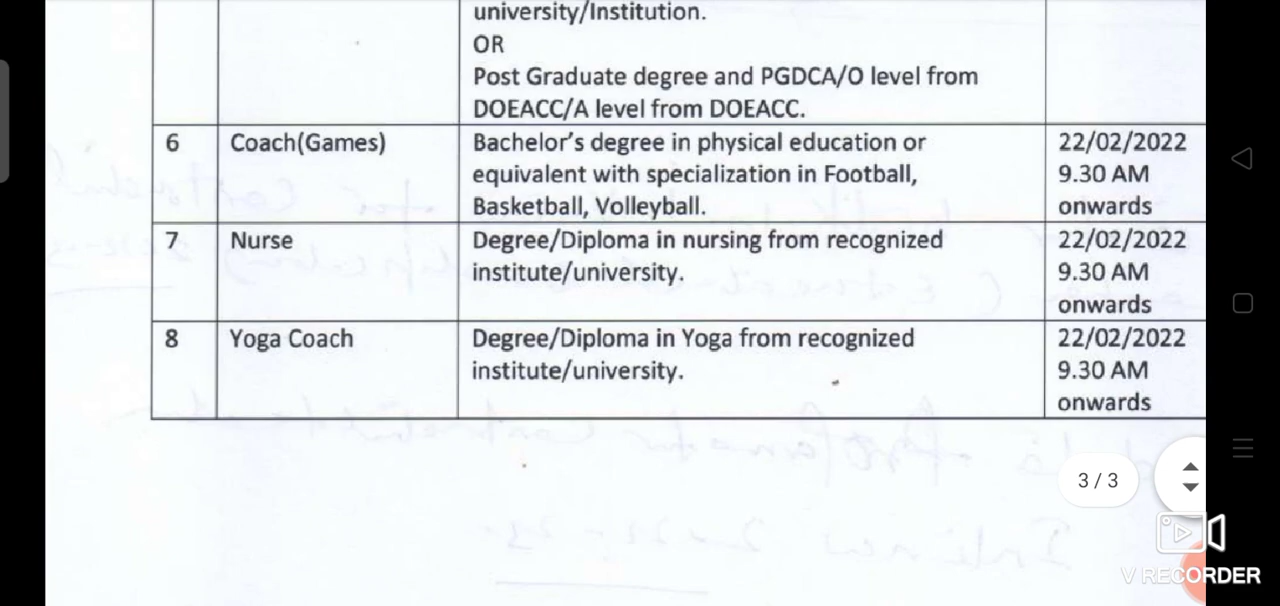 university/Institution.
OR
Post Graduate degree and PGDCA/O level from
DOEACC/A level from DOEACC.
6 Coach(Games) Bachelor's degree in physical education or 22/02/2022
equivalent with specialization in Football, 9.30 AM
Basketball, Volleyball. onwards
7 Nurse Degree/Diploma in nursing from recognized 22/02/2022
institute/university. 9.30 AM
onwards
8 Yoga Coach Degree/Diploma in Yoga from recognized 22/02/2022
institute/university. 9.30 AM
onwards
3 / 3
V RECORDER